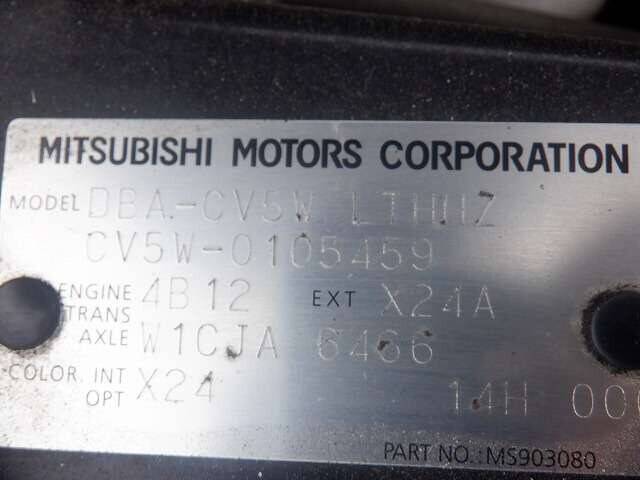 MITSUBISHI MOTORS CORPORATION
MODEL DBA-CV5W
CV5W-0105459
ENGINE 4B12 EXT X24A
TRANS
AXLE W1CJA 6466
COLOR, INT X24
OPT 14H
PART NO.:MS903080